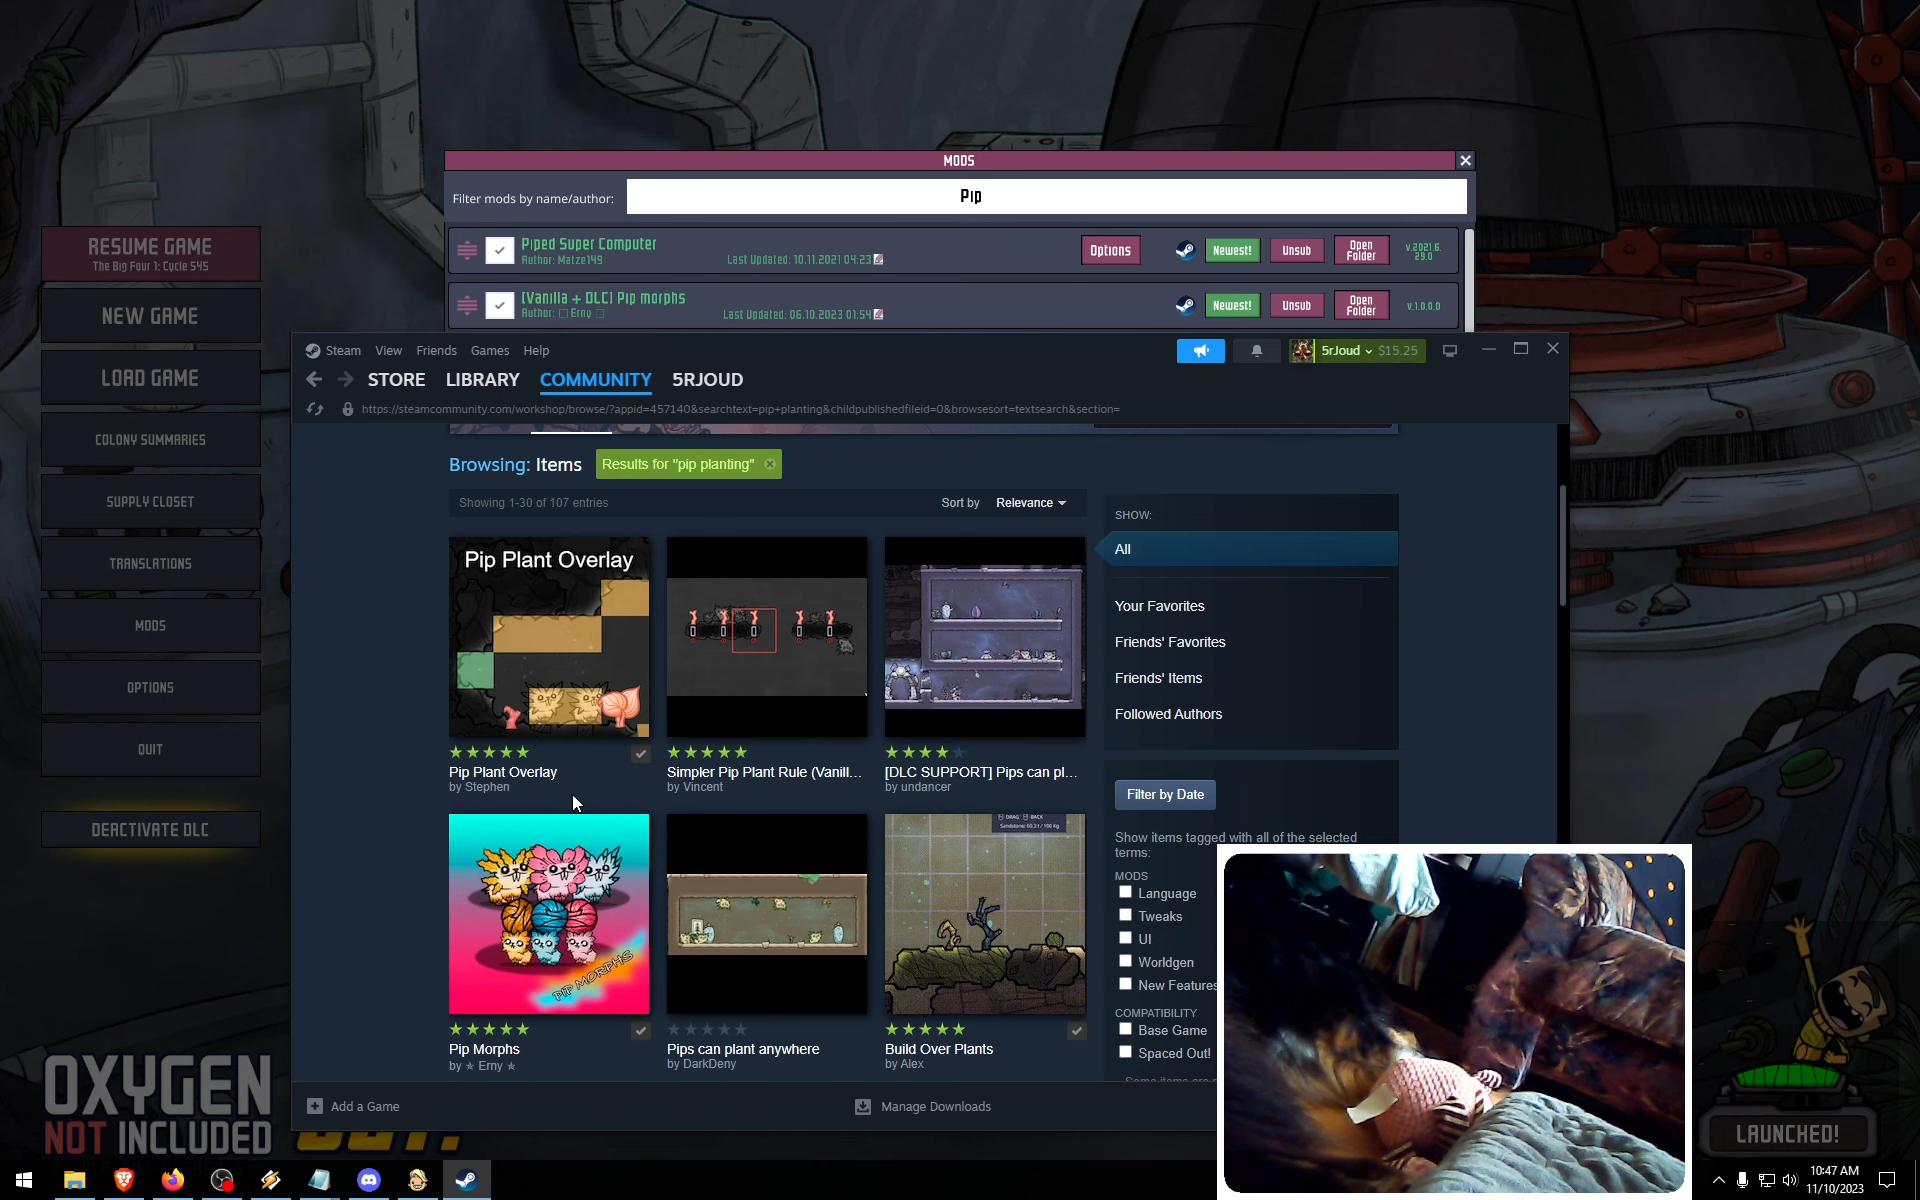 MODS
Filter mods by name/author:
Pip
Piped Super Computer
Author: Matze149
Last Updated: 10.11.2021 04:23
Options
Newest!
Unsub
Open Folder
v.2021.6.29.0
[Vanilla + DLC] Pip morphs
Author: Erny
Last Updated: 06.10.2023 01:54
Newest!
Unsub
Open Folder
v.1.0.0.0
RESUME GAME
The Big Four 1: Cycle 545
NEW GAME
LOAD GAME
COLONY SUMMARIES
SUPPLY CLOSET
TRANSLATIONS
MODS
OPTIONS
QUIT
DEACTIVATE DLC
OXYGEN
NOT INCLUDED
Steam View Friends Games Help
5rJoud $15.25
STORE LIBRARY COMMUNITY 5RJOUD
https://steamcommunity.com/workshop/browse/?appid=457140&searchtext=pip+planting&childpublishedfileid=0&browsesort=textsearch&section=
Browsing: Items
Results for "pip planting"
Showing 1-30 of 107 entries
Sort by Relevance
Pip Plant Overlay
Pip Plant Overlay
by Stephen
Simpler Pip Plant Rule (Vanill...
by Vincent
[DLC SUPPORT] Pips can pl...
by undancer
PIP MORPHS
Pip Morphs
by ★ Erny ★
Pips can plant anywhere
by DarkDeny
DRAG BACK
Build Over Plants
by Alex
SHOW:
All
Your Favorites
Friends' Favorites
Friends' Items
Followed Authors
Filter by Date
Show items tagged with all of the selected
terms:
MODS
Language
Tweaks
UI
Worldgen
New Features
COMPATIBILITY
Base Game
Spaced Out!
Add a Game
Manage Downloads
LAUNCHED!
10:47 AM
11/10/2023